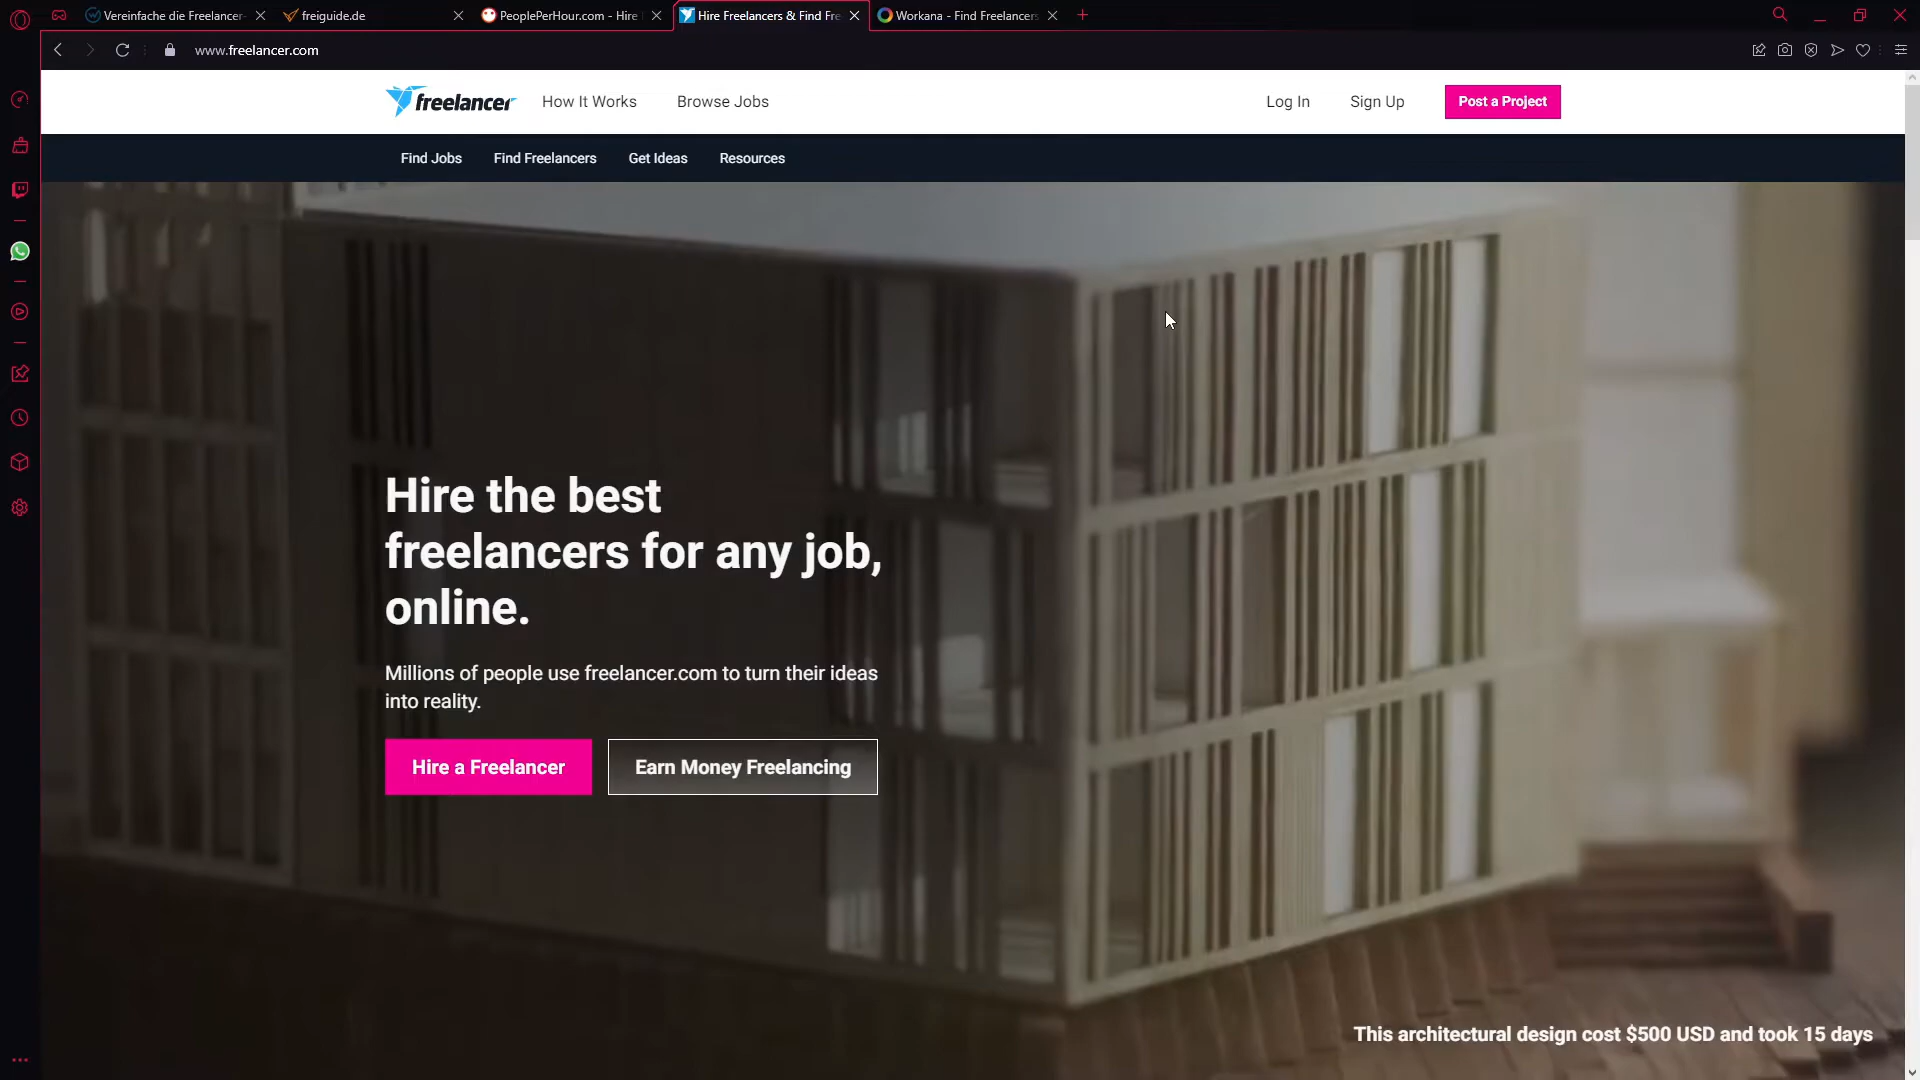 Vereinfache die Freelancer-
freiguide.de
PeoplePerHour.com - Hire
Hire Freelancers & Find Fre
Workana - Find Freelancers
www.freelancer.com
freelancer
How It Works
Browse Jobs
Log In
Sign Up
Post a Project
Find Jobs
Find Freelancers
Get Ideas
Resources
Hire the best
freelancers for any job,
online.
Millions of people use freelancer.com to turn their ideas
into reality.
Hire a Freelancer
Earn Money Freelancing
This architectural design cost $500 USD and took 15 days